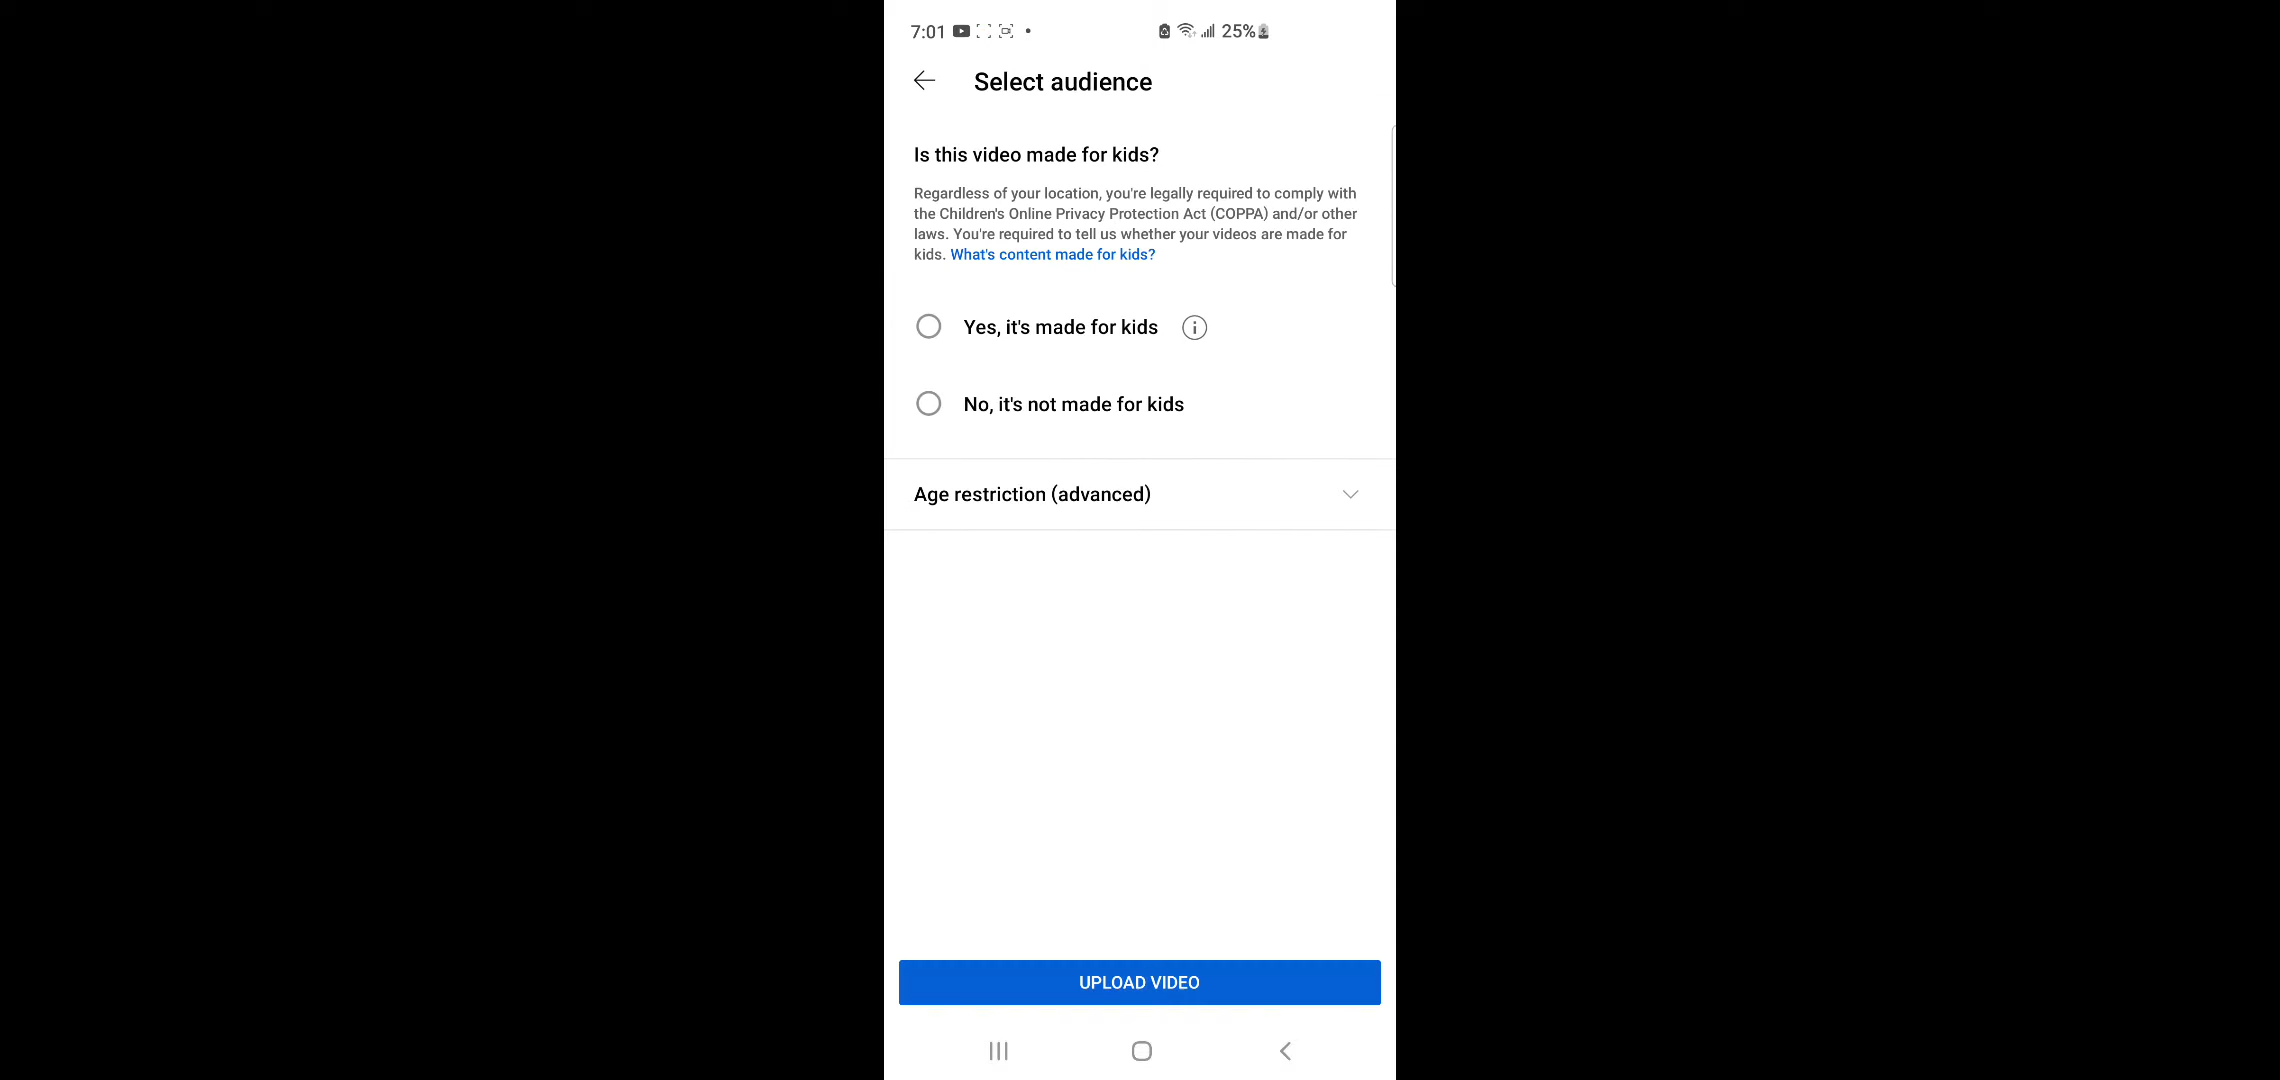 7:01 25%
Select audience
Is this video made for kids?
Regardless of your location, you're legally required to comply with
the Children's Online Privacy Protection Act (COPPA) and/or other
laws. You're required to tell us whether your videos are made for
kids. What's content made for kids?
Yes, it's made for kids
No, it's not made for kids
Age restriction (advanced)
UPLOAD VIDEO